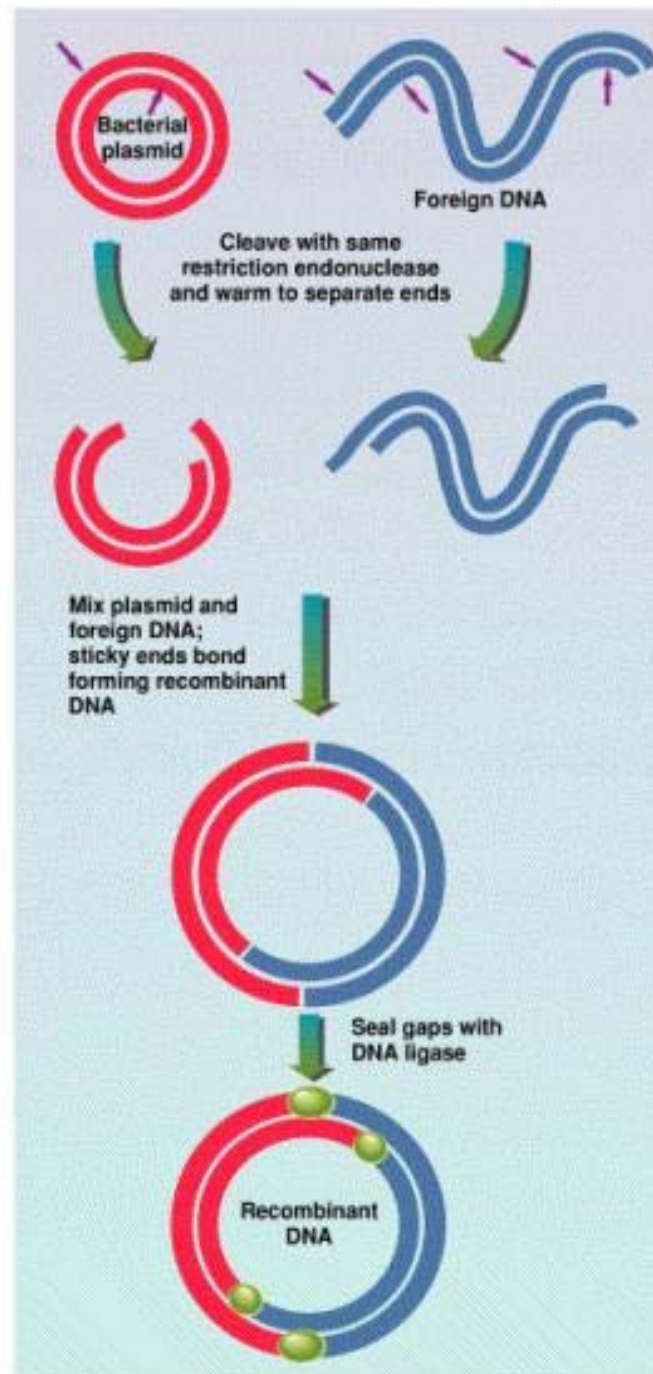 Bacterial
plasmid
Foreign DNA
Cleave with same
restriction endonuclease
and warm to separate ends
Mix plasmid and
foreign DNA;
sticky ends bond
forming recombinant
DNA
Seal gaps with
DNA ligase
Recombinant
DNA